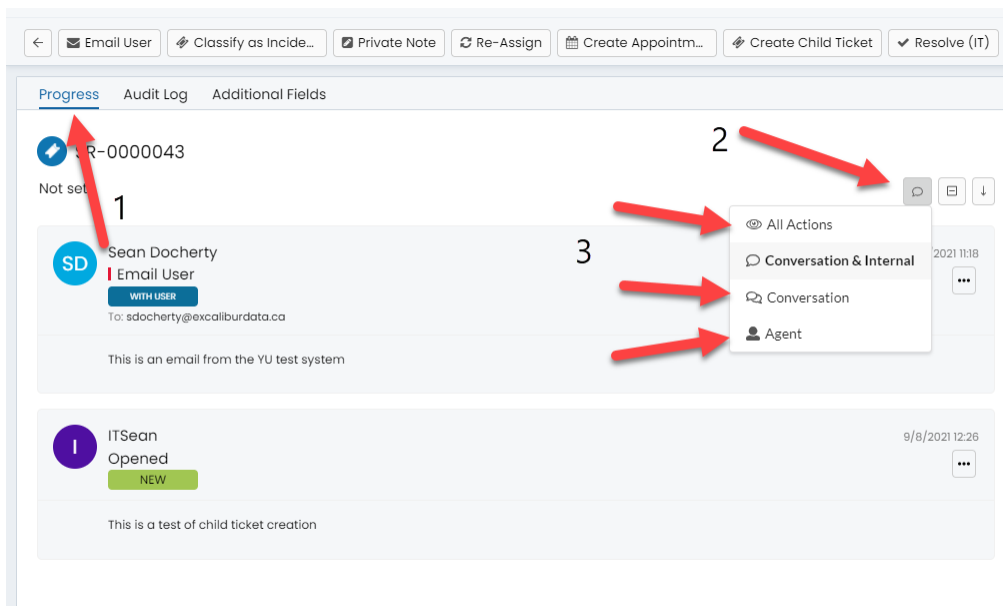 Email User Classify as Incide... Private Note Re-Assign Create Appointm... Create Child Ticket Resolve (IT)
Progress Audit Log Additional Fields
2
-0000043
Not set
1
All Actions
Sean Docherty
3
2021 11:18
SD
Email User
Conversation & Internal
WITH USER
Conversation
To: sdocherty@excaliburdata.ca
Agent
This is an email from the YU test system
ITSean
9/8/2021 12:26
I
Opened
NEW
This is a test of child ticket creation